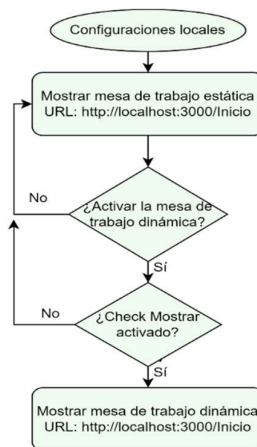 Configuraciones locales
Mostrar mesa de trabajo estática
URL: http://localhost:3000/Inicio
¿Activar la mesa de
trabajo dinámica?
No
Sí
¿Check Mostrar
activado?
No
Sí
Mostrar mesa de trabajo dinámica
URL: http://localhost:3000/Inicio